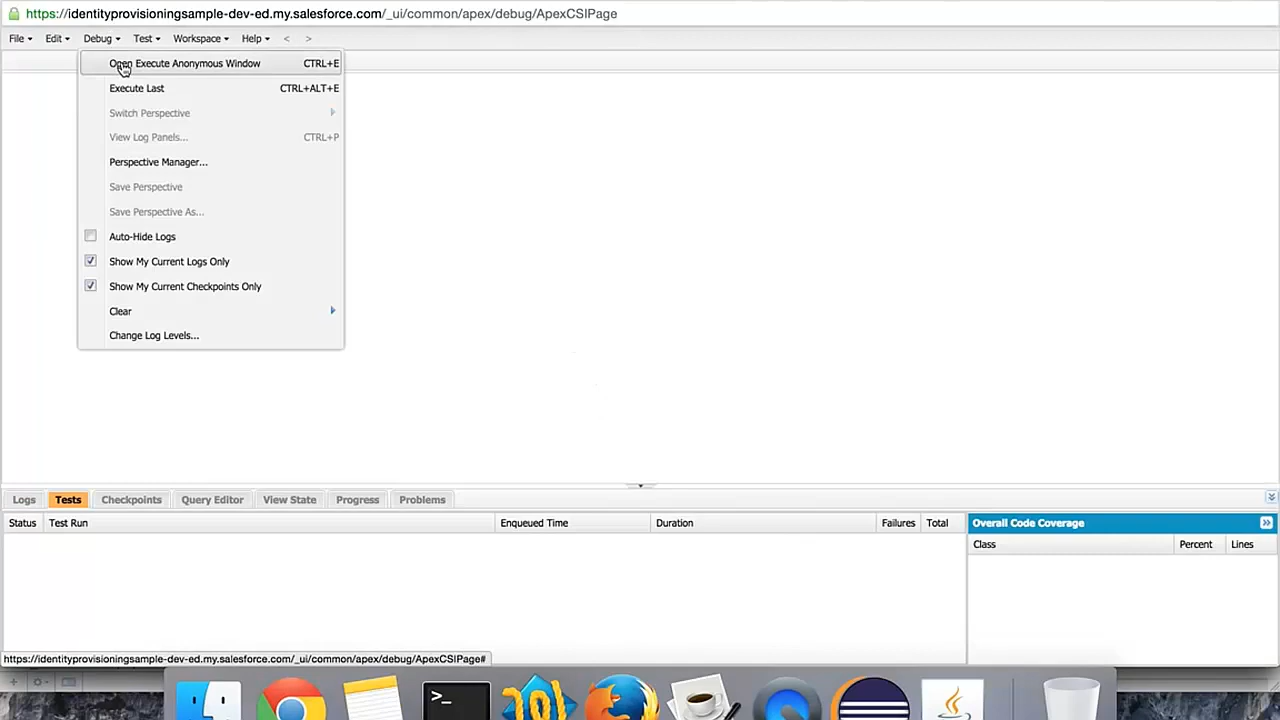 https://identityprovisioningsample-dev-ed.my.salesforce.com/_ui/common/apex/debug/ApexCSIPage
File Edit Debug Test Workspace Help < >
Open Execute Anonymous Window CTRL+E
Execute Last CTRL+ALT+E
Switch Perspective
View Log Panels... CTRL+P
Perspective Manager...
Save Perspective
Save Perspective As...
Auto-Hide Logs
Show My Current Logs Only
Show My Current Checkpoints Only
Clear
Change Log Levels...
Logs Tests Checkpoints Query Editor View State Progress Problems
Status Test Run Enqueued Time Duration Failures Total Overall Code Coverage
Class Percent Lines
https://identityprovisioningsample-dev-ed.my.salesforce.com/_ui/common/apex/debug/ApexCSIPage#
>_ 101